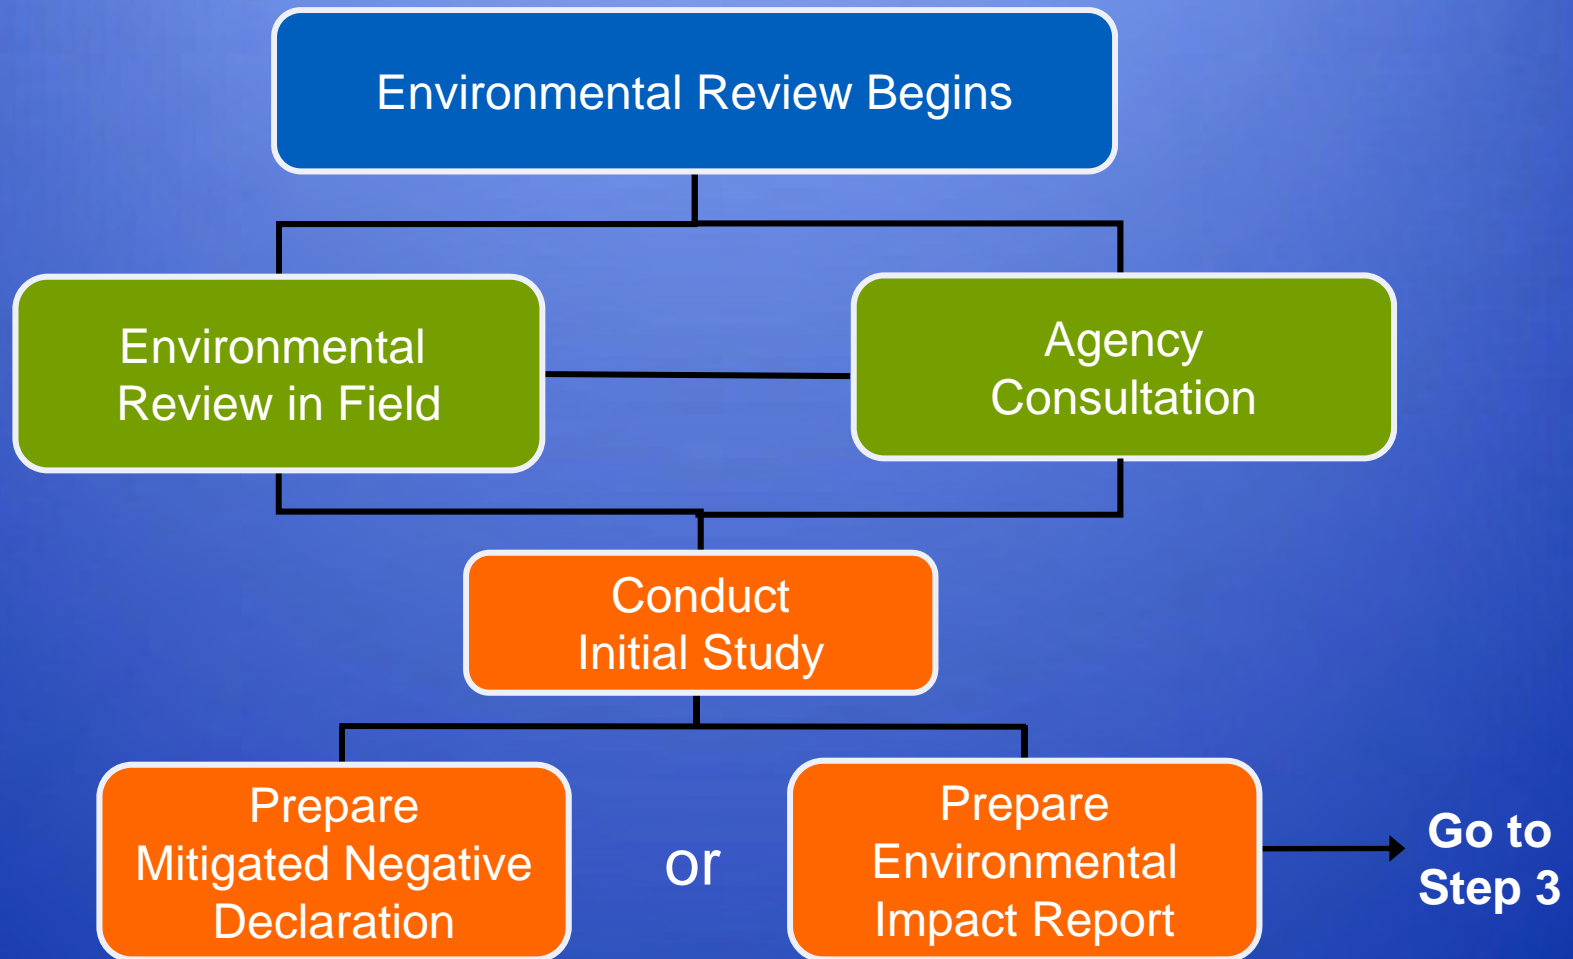 Environmental Review Begins
Environmental
Review in Field
Agency
Consultation
Conduct
Initial Study
Prepare
Mitigated Negative
Declaration
or
Prepare
Environmental
Impact Report
Go to
Step 3